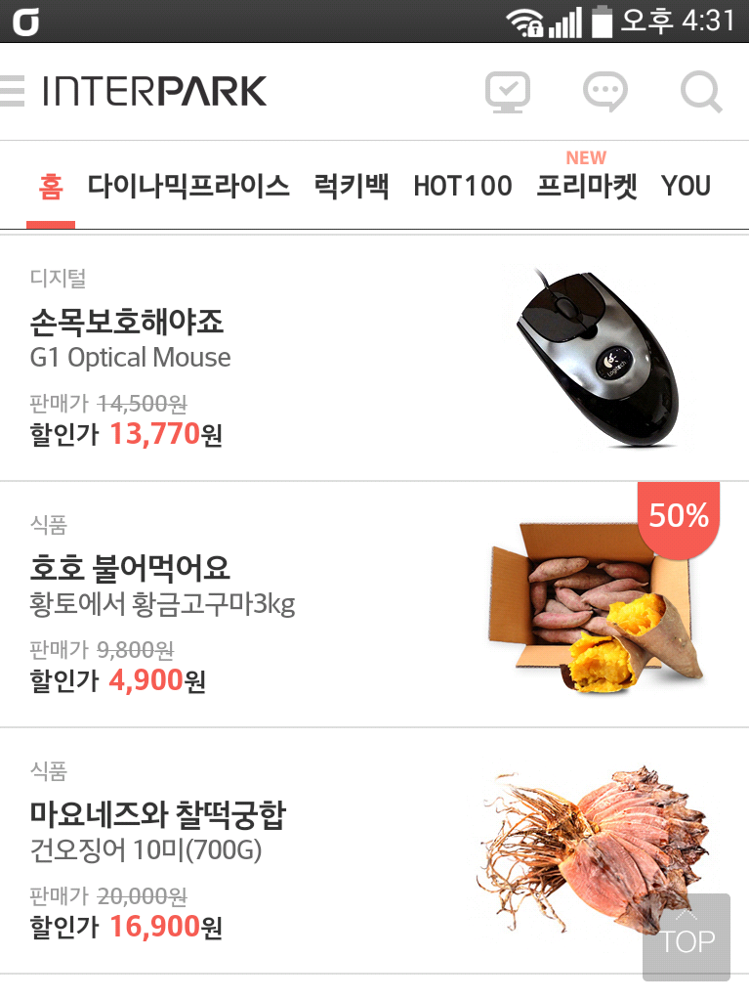 오후 4:31
INTERPARK
NEW
홈 다이나믹프라이스 럭키백 HOT100 프리마켓 YOU
디지털
손목보호해야죠
G1 Optical Mouse
판매가 14,500원
할인가 13,770원
Logitech
식품
50%
호호 불어먹어요
황토에서 황금고구마3kg
판매가 9,800원
할인가 4,900원
식품
마요네즈와 찰떡궁합
건오징어 10미(700G)
판매가 20,000원
할인가 16,900원
TOP